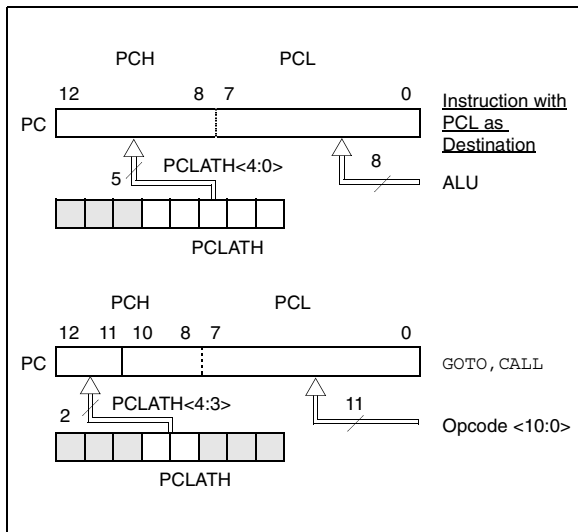 PCH PCL
12 8 7 0
PC
Instruction with
PCL as
Destination
5 PCLATH<4:0> 8
ALU
PCLATH
PCH PCL
12 11 10 8 7 0
PC
GOTO, CALL
2 PCLATH<4:3> 11
Opcode <10:0>
PCLATH